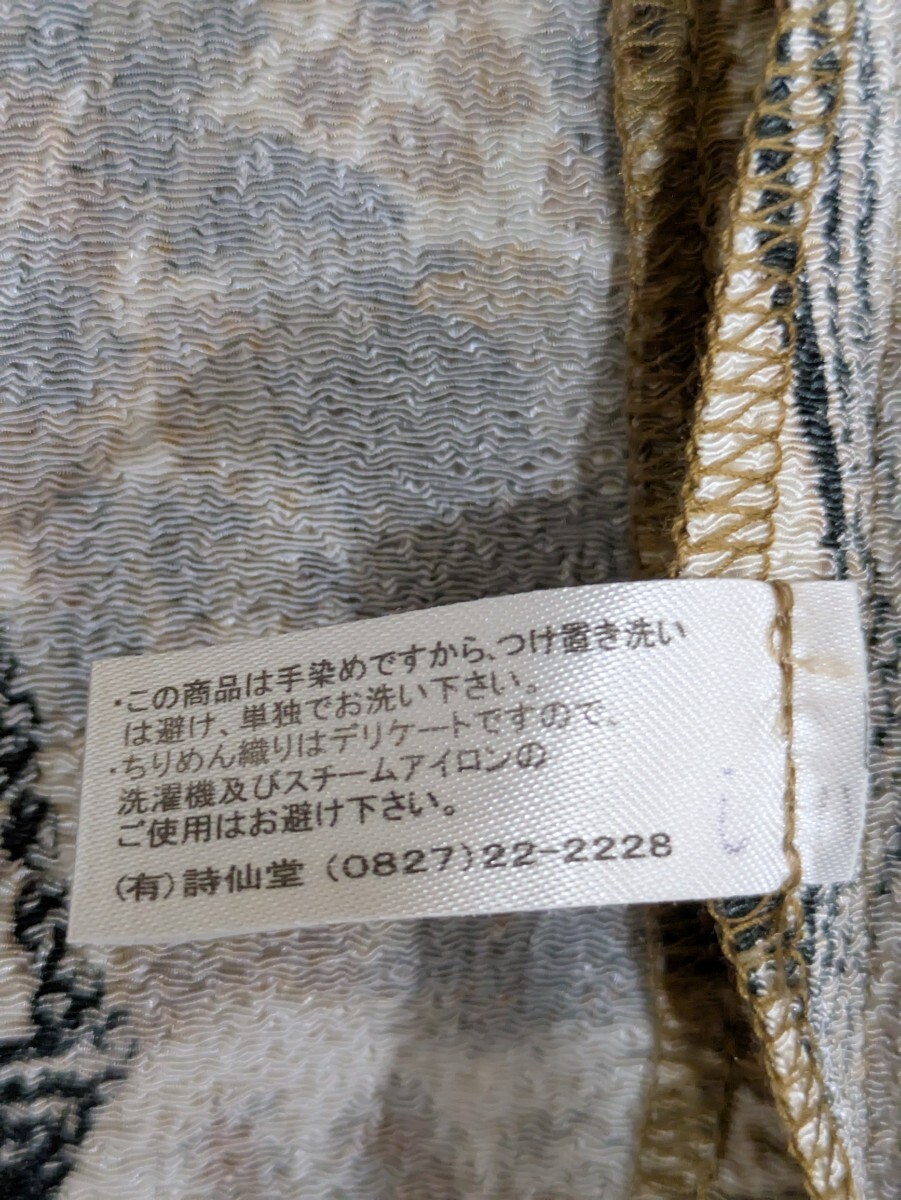 ・この商品は手染めですから、つけ置き洗い
は避け、単独でお洗い下さい。
・ちりめん織りはデリケートですので、
洗濯機及びスチームアイロンの
ご使用はお避け下さい。
(有)詩仙堂 (0827)22-2228